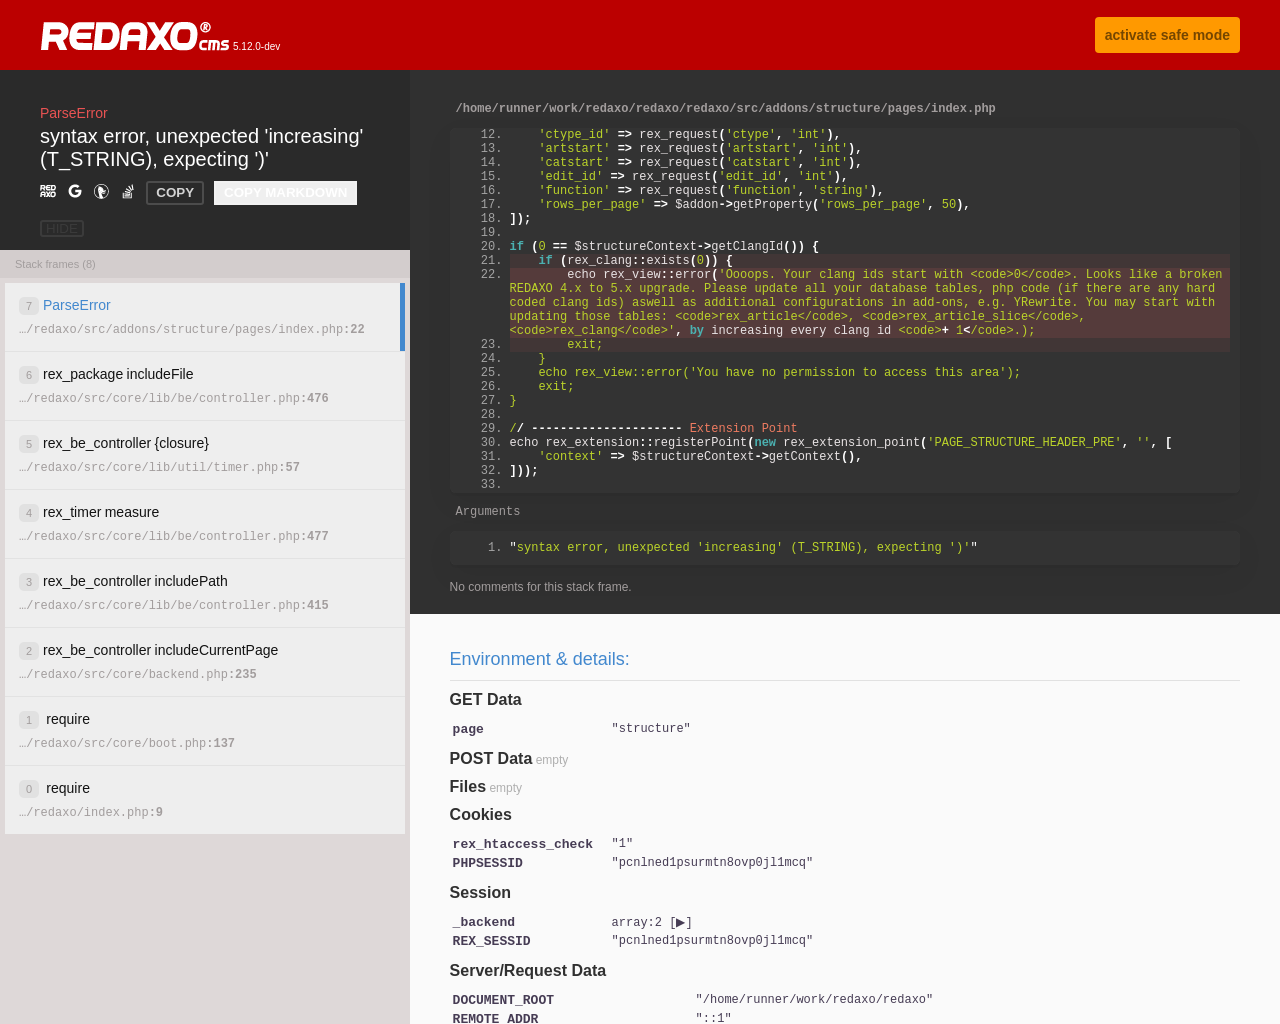 REDAXO® cms 5.12.0-dev
activate safe mode
ParseError
syntax error, unexpected 'increasing'
(T_STRING), expecting ')'
COPY COPY MARKDOWN
HIDE
Stack frames (8)
7 ParseError
…/redaxo/src/addons/structure/pages/index.php:22
6 rex_package includeFile
…/redaxo/src/core/lib/be/controller.php:476
5 rex_be_controller {closure}
…/redaxo/src/core/lib/util/timer.php:57
4 rex_timer measure
…/redaxo/src/core/lib/be/controller.php:477
3 rex_be_controller includePath
…/redaxo/src/core/lib/be/controller.php:415
2 rex_be_controller includeCurrentPage
…/redaxo/src/core/backend.php:235
1 require
…/redaxo/src/core/boot.php:137
0 require
…/redaxo/index.php:9
/home/runner/work/redaxo/redaxo/redaxo/src/addons/structure/pages/index.php
12.     'ctype_id' => rex_request('ctype', 'int'),
13.     'artstart' => rex_request('artstart', 'int'),
14.     'catstart' => rex_request('catstart', 'int'),
15.     'edit_id' => rex_request('edit_id', 'int'),
16.     'function' => rex_request('function', 'string'),
17.     'rows_per_page' => $addon->getProperty('rows_per_page', 50),
18. ]);
19.
20. if (0 == $structureContext->getClangId()) {
21.     if (rex_clang::exists(0)) {
22.         echo rex_view::error('Oooops. Your clang ids start with <code>0</code>. Looks like a broken
REDAXO 4.x to 5.x upgrade. Please update all your database tables, php code (if there are any hard
coded clang ids) aswell as additional configurations in add-ons, e.g. YRewrite. You may start with
updating those tables: <code>rex_article</code>, <code>rex_article_slice</code>,
<code>rex_clang</code>', by increasing every clang id <code>+ 1</code>.);
23.         exit;
24.     }
25.     echo rex_view::error('You have no permission to access this area');
26.     exit;
27. }
28.
29. // --------------------- Extension Point
30. echo rex_extension::registerPoint(new rex_extension_point('PAGE_STRUCTURE_HEADER_PRE', '', [
31.     'context' => $structureContext->getContext(),
32. ]));
33.
Arguments
1. "syntax error, unexpected 'increasing' (T_STRING), expecting ')'"
No comments for this stack frame.
Environment & details:
GET Data
page "structure"
POST Data empty
Files empty
Cookies
rex_htaccess_check "1"
PHPSESSID "pcnlned1psurmtn8ovp0jl1mcq"
Session
_backend array:2 [▶]
REX_SESSID "pcnlned1psurmtn8ovp0jl1mcq"
Server/Request Data
DOCUMENT_ROOT "/home/runner/work/redaxo/redaxo"
REMOTE_ADDR "::1"